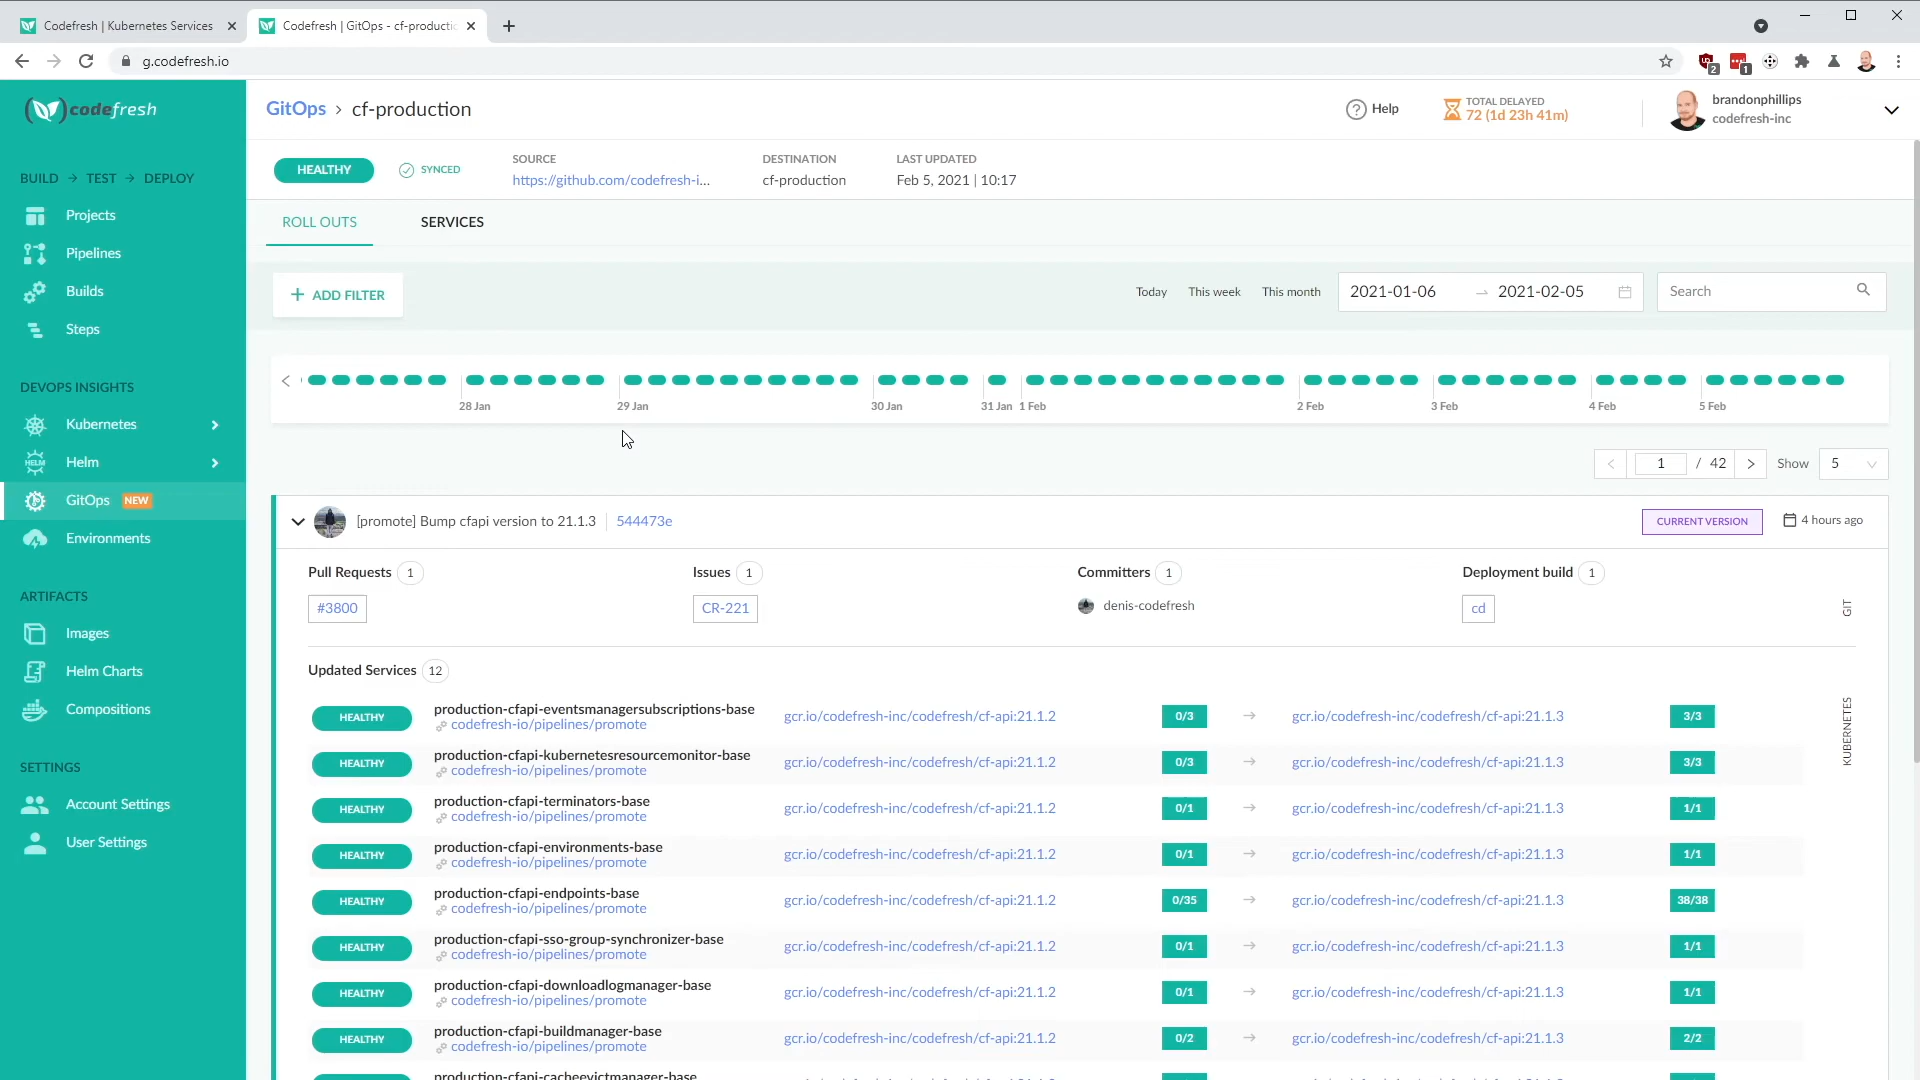 Codefresh | Kubernetes Services
Codefresh | GitOps - cf-productic
g.codefresh.io
2
1
codefresh
GitOps › cf-production
Help
TOTAL DELAYED
72 (1d 23h 41m)
brandonphillips
codefresh-inc
HEALTHY
SYNCED
SOURCE
https://github.com/codefresh-i...
DESTINATION
cf-production
LAST UPDATED
Feb 5, 2021 | 10:17
BUILD → TEST → DEPLOY
Projects
Pipelines
Builds
Steps
DEVOPS INSIGHTS
Kubernetes
HELM
Helm
GitOps NEW
Environments
ARTIFACTS
Images
Helm Charts
Compositions
SETTINGS
Account Settings
User Settings
ROLL OUTS
SERVICES
+ ADD FILTER
Today
This week
This month
2021-01-06 → 2021-02-05
Search
28 Jan
29 Jan
30 Jan
31 Jan
1 Feb
2 Feb
3 Feb
4 Feb
5 Feb
< 1 / 42 > Show 5
[promote] Bump cfapi version to 21.1.3 | 544473e
CURRENT VERSION
4 hours ago
Pull Requests 1
#3800
Issues 1
CR-221
Committers 1
denis-codefresh
Deployment build 1
cd
GIT
Updated Services 12
KUBERNETES
HEALTHY
production-cfapi-eventsmanagersubscriptions-base
codefresh-io/pipelines/promote
gcr.io/codefresh-inc/codefresh/cf-api:21.1.2
0/3
→
gcr.io/codefresh-inc/codefresh/cf-api:21.1.3
3/3
HEALTHY
production-cfapi-kubernetesresourcemonitor-base
codefresh-io/pipelines/promote
gcr.io/codefresh-inc/codefresh/cf-api:21.1.2
0/3
→
gcr.io/codefresh-inc/codefresh/cf-api:21.1.3
3/3
HEALTHY
production-cfapi-terminators-base
codefresh-io/pipelines/promote
gcr.io/codefresh-inc/codefresh/cf-api:21.1.2
0/1
→
gcr.io/codefresh-inc/codefresh/cf-api:21.1.3
1/1
HEALTHY
production-cfapi-environments-base
codefresh-io/pipelines/promote
gcr.io/codefresh-inc/codefresh/cf-api:21.1.2
0/1
→
gcr.io/codefresh-inc/codefresh/cf-api:21.1.3
1/1
HEALTHY
production-cfapi-endpoints-base
codefresh-io/pipelines/promote
gcr.io/codefresh-inc/codefresh/cf-api:21.1.2
0/35
→
gcr.io/codefresh-inc/codefresh/cf-api:21.1.3
38/38
HEALTHY
production-cfapi-sso-group-synchronizer-base
codefresh-io/pipelines/promote
gcr.io/codefresh-inc/codefresh/cf-api:21.1.2
0/1
→
gcr.io/codefresh-inc/codefresh/cf-api:21.1.3
1/1
HEALTHY
production-cfapi-downloadlogmanager-base
codefresh-io/pipelines/promote
gcr.io/codefresh-inc/codefresh/cf-api:21.1.2
0/1
→
gcr.io/codefresh-inc/codefresh/cf-api:21.1.3
1/1
HEALTHY
production-cfapi-buildmanager-base
codefresh-io/pipelines/promote
gcr.io/codefresh-inc/codefresh/cf-api:21.1.2
0/2
→
gcr.io/codefresh-inc/codefresh/cf-api:21.1.3
2/2
production-cfapi-cacheevictmanager-base